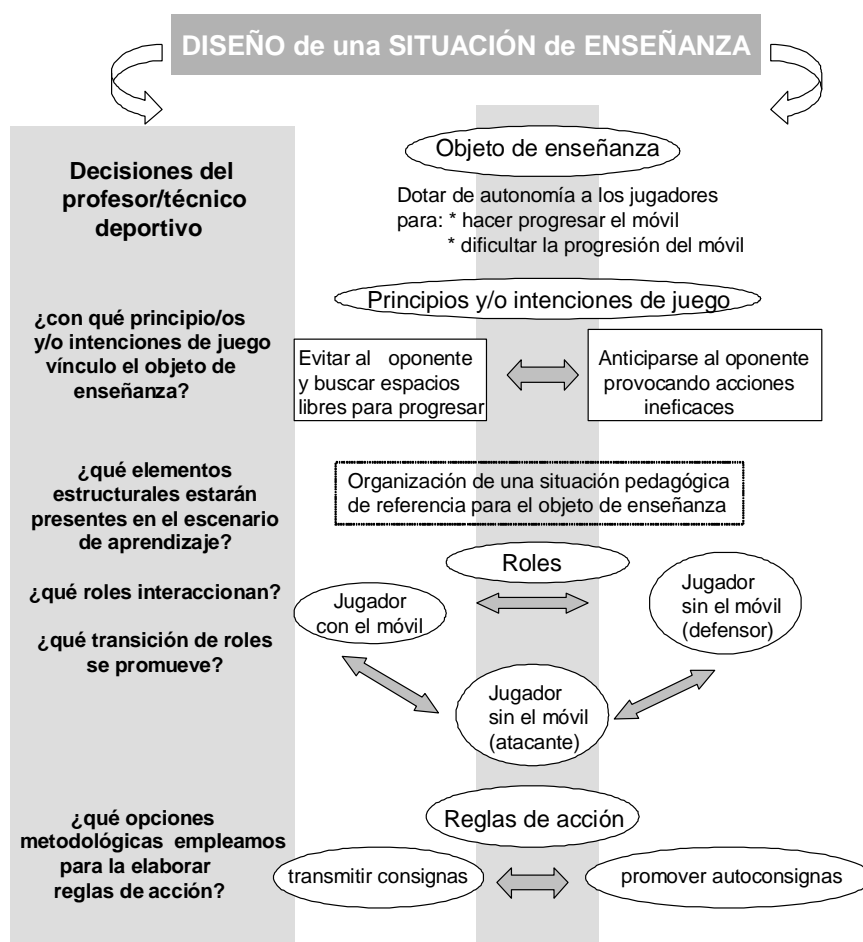 DISEÑO de una SITUACIÓN de ENSEÑANZA
Decisiones del
profesor/técnico
deportivo
Objeto de enseñanza
Dotar de autonomía a los jugadores
para: * hacer progresar el móvil
* dificultar la progresión del móvil
¿con qué principio/os
y/o intenciones de juego
vínculo el objeto de
enseñanza?
Principios y/o intenciones de juego
Evitar al oponente
y buscar espacios
libres para progresar
Anticiparse al oponente
provocando acciones
ineficaces
¿qué elementos
estructurales estarán
presentes en el escenario
de aprendizaje?
Organización de una situación pedagógica
de referencia para el objeto de enseñanza
¿qué roles interaccionan?
¿qué transición de roles
se promueve?
Roles
Jugador
con el móvil
Jugador
sin el móvil
(defensor)
Jugador
sin el móvil
(atacante)
¿qué opciones
metodológicas empleamos
para la elaborar
reglas de acción?
Reglas de acción
transmitir consignas
promover autoconsignas